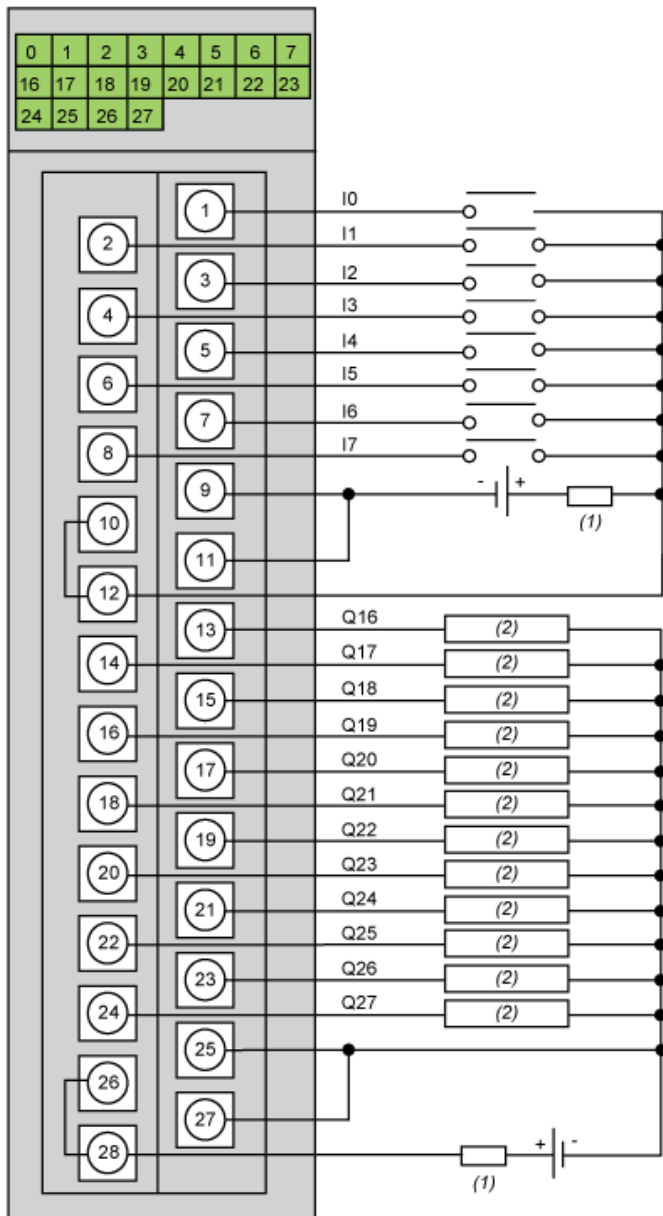 0 1 2 3 4 5 6 7
16 17 18 19 20 21 22 23
24 25 26 27
1 I0
2 I1
3 I2
4 I3
5 I4
6 I5
7 I6
8 I7
9 - +
(1)
10
11
12
13 Q16 (2)
14 Q17 (2)
15 Q18 (2)
16 Q19 (2)
17 Q20 (2)
18 Q21 (2)
19 Q22 (2)
20 Q23 (2)
21 Q24 (2)
22 Q25 (2)
23 Q26 (2)
24 Q27 (2)
25
26
27
28 + -
(1)